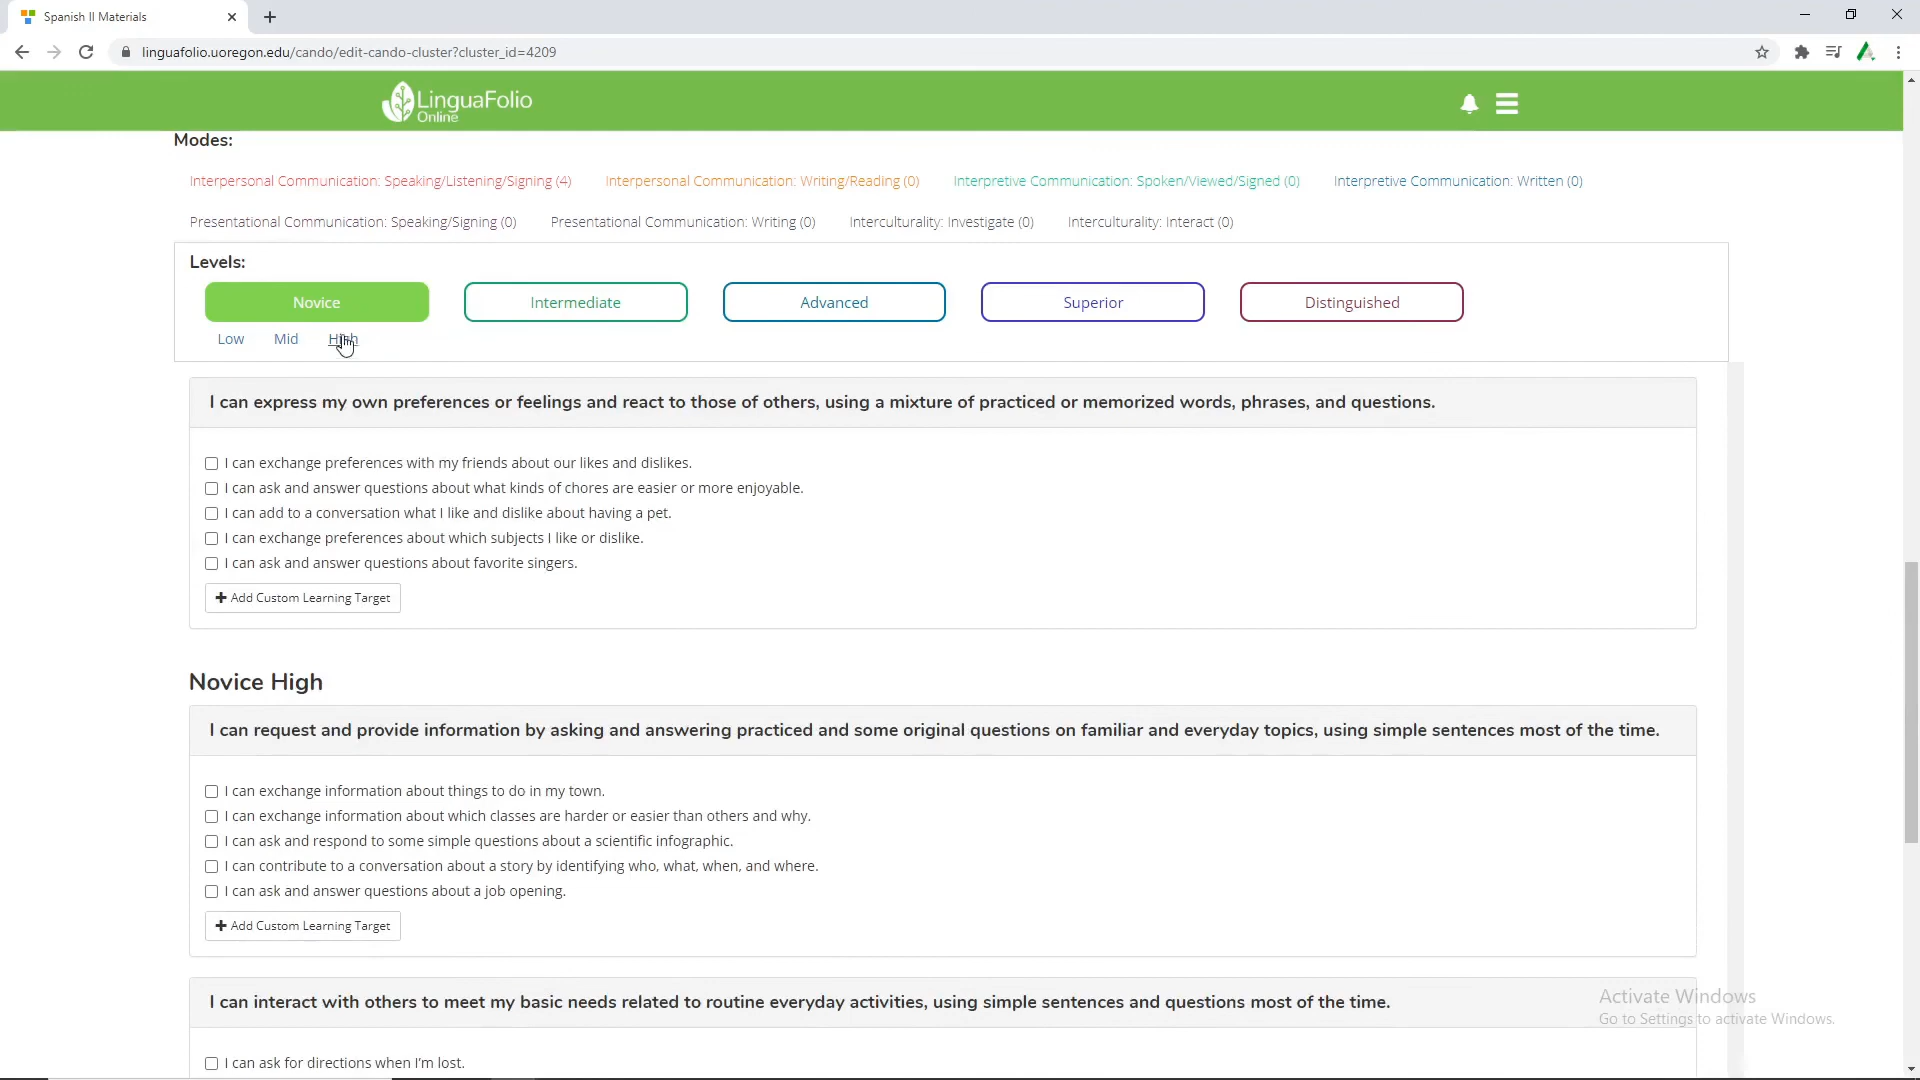 Spanish II Materials
linguafolio.uoregon.edu/cando/edit-cando-cluster?cluster_id=4209
LinguaFolio
Online
Modes:
Interpersonal Communication: Speaking/Listening/Signing (4) Interpersonal Communication: Writing/Reading (0) Interpretive Communication: Spoken/Viewed/Signed (0) Interpretive Communication: Written (0)
Presentational Communication: Speaking/Signing (0) Presentational Communication: Writing (0) Interculturality: Investigate (0) Interculturality: Interact (0)
Levels:
Novice Intermediate Advanced Superior Distinguished
Low Mid High
I can express my own preferences or feelings and react to those of others, using a mixture of practiced or memorized words, phrases, and questions.
I can exchange preferences with my friends about our likes and dislikes.
I can ask and answer questions about what kinds of chores are easier or more enjoyable.
I can add to a conversation what I like and dislike about having a pet.
I can exchange preferences about which subjects I like or dislike.
I can ask and answer questions about favorite singers.
Add Custom Learning Target
Novice High
I can request and provide information by asking and answering practiced and some original questions on familiar and everyday topics, using simple sentences most of the time.
I can exchange information about things to do in my town.
I can exchange information about which classes are harder or easier than others and why.
I can ask and respond to some simple questions about a scientific infographic.
I can contribute to a conversation about a story by identifying who, what, when, and where.
I can ask and answer questions about a job opening.
Add Custom Learning Target
I can interact with others to meet my basic needs related to routine everyday activities, using simple sentences and questions most of the time.
Activate Windows
Go to Settings to activate Windows.
I can ask for directions when I'm lost.